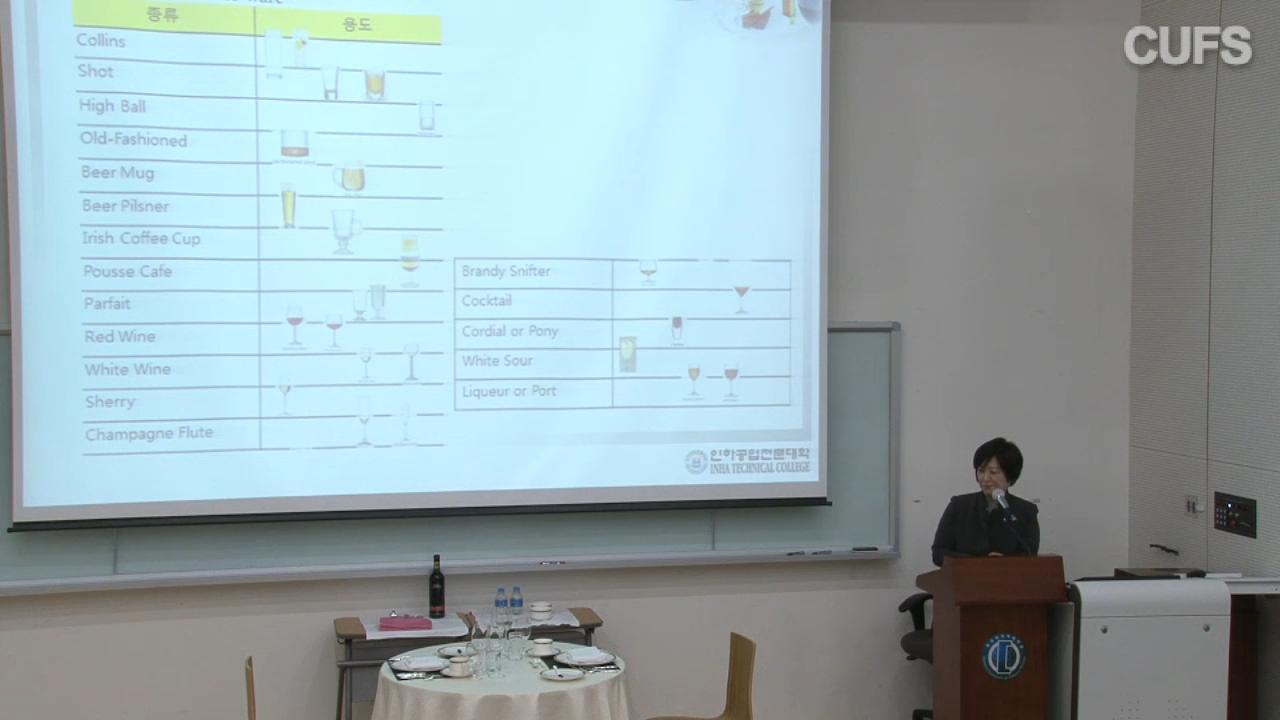 CUFS
종류
용도
Collins
Shot
High Ball
Old-Fashioned
Beer Mug
Beer Pilsner
Irish Coffee Cup
Pousse Cafe
Parfait
Red Wine
White Wine
Sherry
Champagne Flute
Brandy Snifter
Cocktail
Cordial or Pony
White Sour
Liqueur or Port
인하공업전문대학
INHA TECHNICAL COLLEGE